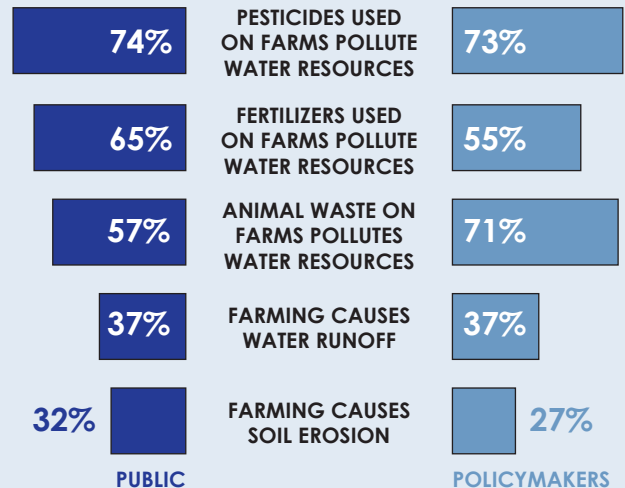 PESTICIDES USED
74% ON FARMS POLLUTE 73%
WATER RESOURCES
FERTILIZERS USED
65% ON FARMS POLLUTE 55%
WATER RESOURCES
ANIMAL WASTE ON
57% FARMS POLLUTES 71%
WATER RESOURCES
37% FARMING CAUSES 37%
WATER RUNOFF
32% FARMING CAUSES 27%
SOIL EROSION
PUBLIC POLICYMAKERS